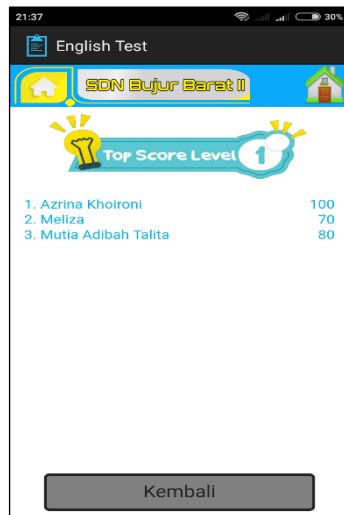 21:37 30%
English Test
SDN Bujur Barat II
Top Score Level 1
1. Azrina Khoironi 100
2. Meliza 70
3. Mutia Adibah Talita 80
Kembali